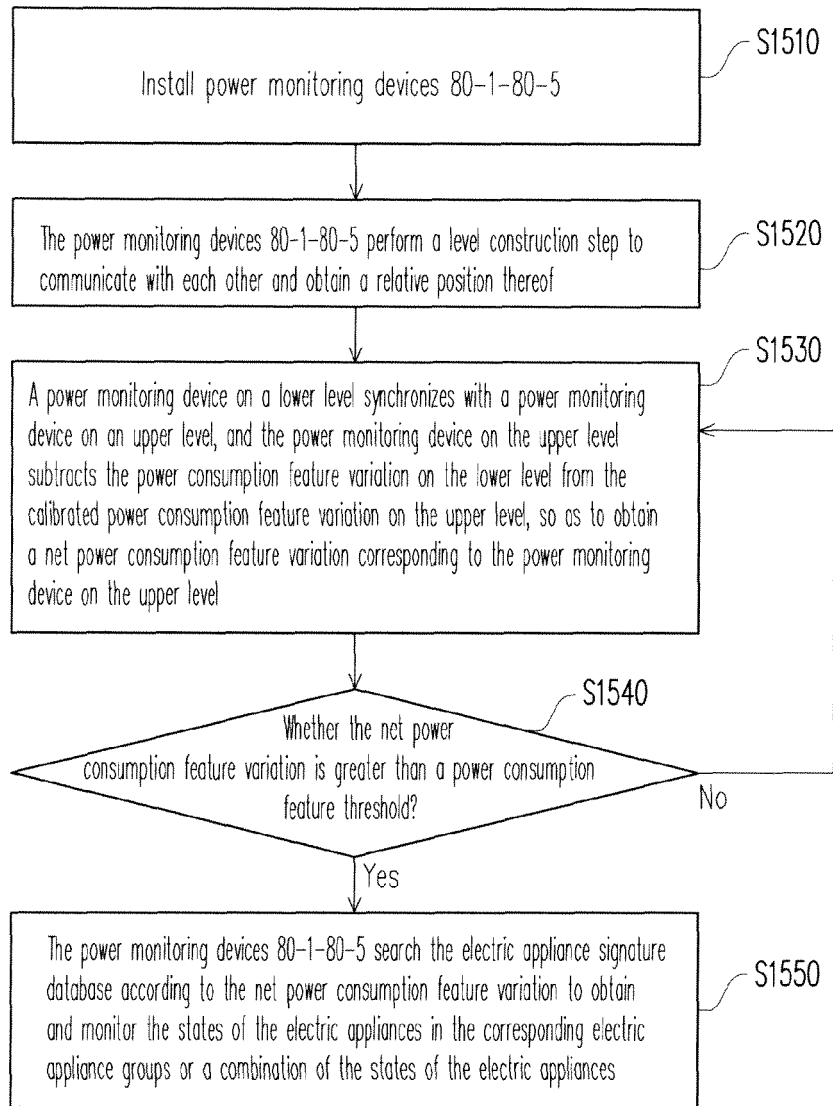 S1510
Install power monitoring devices 80-1-80-5
S1520
The power monitoring devices 80-1-80-5 perform a level construction step to
communicate with each other and obtain a relative position thereof
S1530
A power monitoring device on a lower level synchronizes with a power monitoring
device on an upper level, and the power monitoring device on the upper level
subtracts the power consumption feature variation on the lower level from the
calibrated power consumption feature variation on the upper level, so as to obtain
a net power consumption feature variation corresponding to the power monitoring
device on the upper level
S1540
Whether the net power
consumption feature variation is greater than a power consumption
feature threshold?
No
Yes
S1550
The power monitoring devices 80-1-80-5 search the electric appliance signature
database according to the net power consumption feature variation to obtain
and monitor the states of the electric appliances in the corresponding electric
appliance groups or a combination of the states of the electric appliances